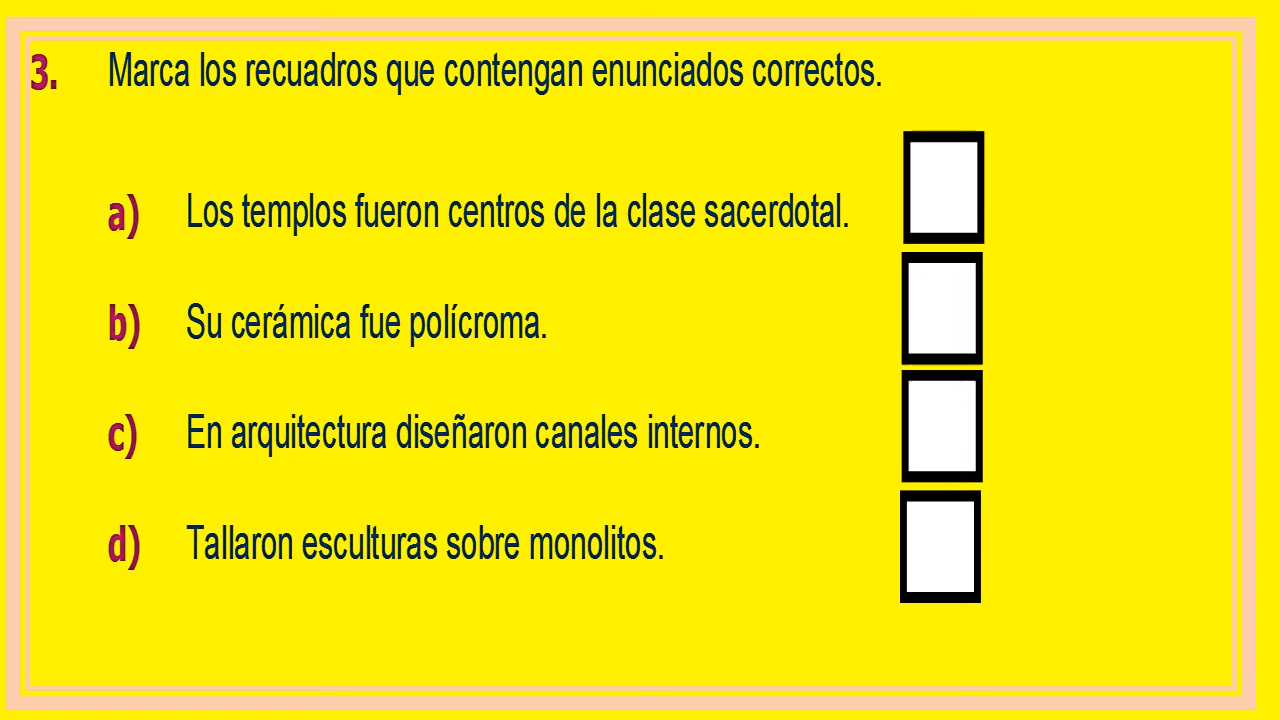 3. Marca los recuadros que contengan enunciados correctos.
a) Los templos fueron centros de la clase sacerdotal.
b) Su cerámica fue polícroma.
c) En arquitectura diseñaron canales internos.
d) Tallaron esculturas sobre monolitos.